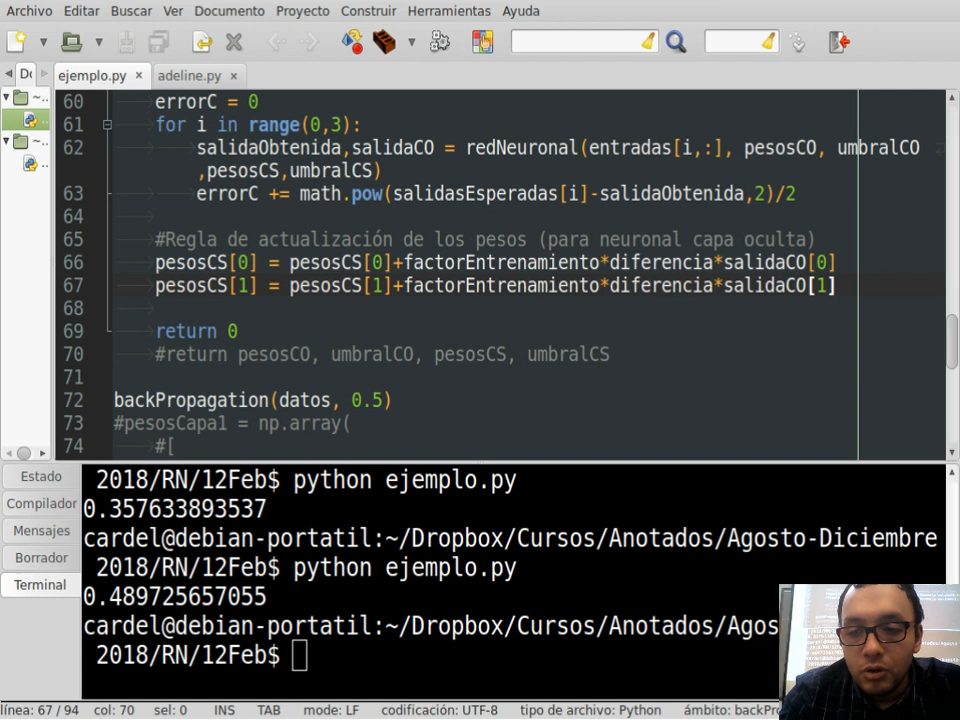 Archivo Editar Buscar Ver Documento Proyecto Construir Herramientas Ayuda
Dc ejemplo.py × adeline.py ×
60 errorC = 0
61 for i in range(0,3):
62 salidaObtenida,salidaCO = redNeuronal(entradas[i,:], pesosCO, umbralCO
,pesosCS,umbralCS)
63 errorC += math.pow(salidasEsperadas[i]-salidaObtenida,2)/2
64
65 #Regla de actualización de los pesos (para neuronal capa oculta)
66 pesosCS[0] = pesosCS[0]+factorEntrenamiento*diferencia*salidaCO[0]
67 pesosCS[1] = pesosCS[1]+factorEntrenamiento*diferencia*salidaCO[1]
68
69 return 0
70 #return pesosCO, umbralCO, pesosCS, umbralCS
71
72 backPropagation(datos, 0.5)
73 #pesosCapa1 = np.array(
74 #[
Estado
Compilador
Mensajes
Borrador
Terminal
2018/RN/12Feb$ python ejemplo.py
0.357633893537
cardel@debian-portatil:~/Dropbox/Cursos/Anotados/Agosto-Diciembre
2018/RN/12Feb$ python ejemplo.py
0.489725657055
cardel@debian-portatil:~/Dropbox/Cursos/Anotados/Agos
2018/RN/12Feb$
línea: 67 / 94 col: 70 sel: 0 INS TAB mode: LF codificación: UTF-8 tipo de archivo: Python ámbito: backPr